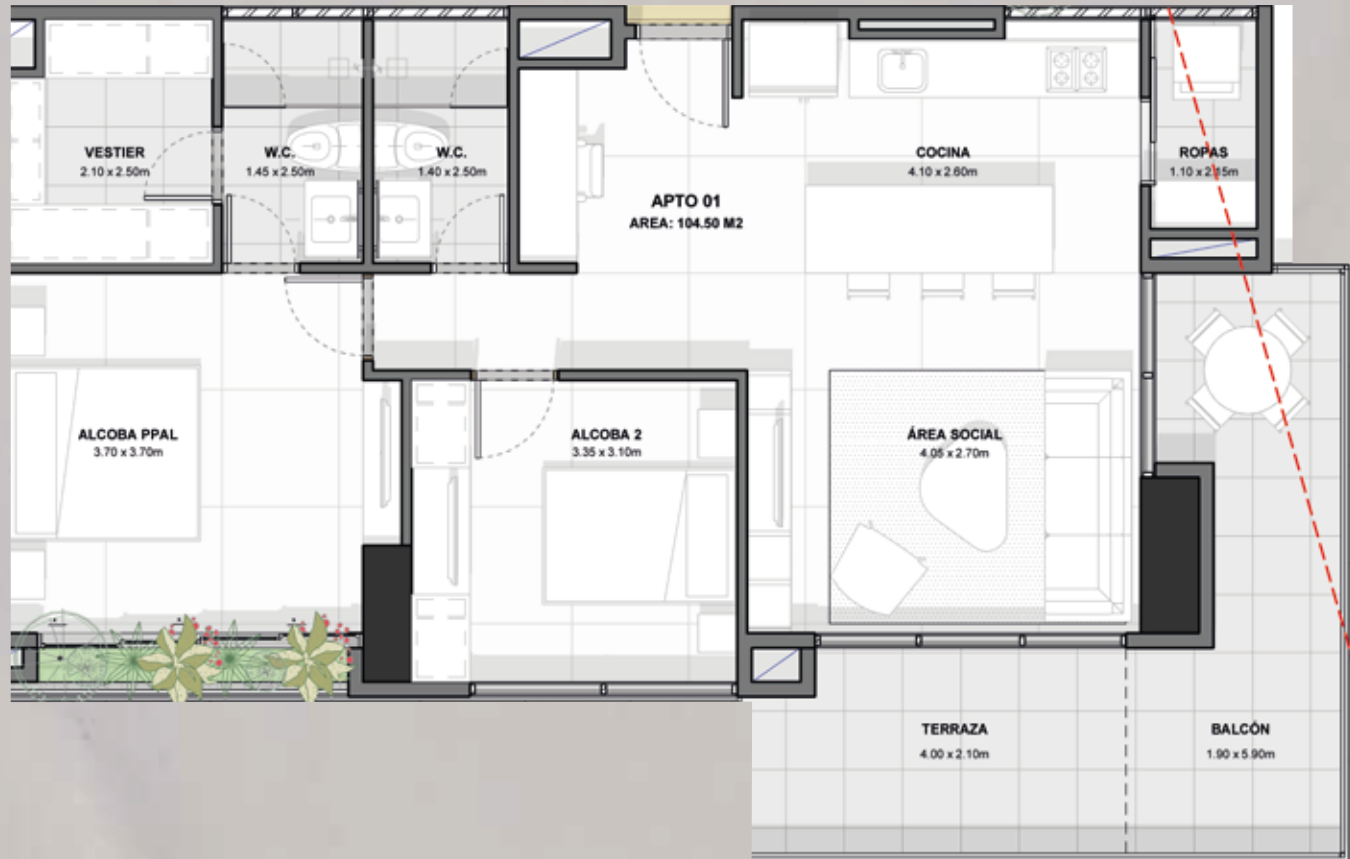 VESTIER
2.10 x 2.50m
W.C.
1.45 x 2.50m
W.C.
1.40 x 2.50m
COCINA
4.10 x 2.60m
ROPAS
1.10 x 2.15m
APTO 01
AREA: 104.50 M2
ALCOBA PPAL
3.70 x 3.70m
ALCOBA 2
3.35 x 3.10m
ÁREA SOCIAL
4.05 x 2.70m
TERRAZA
4.00 x 2.10m
BALCÓN
1.90 x 5.90m